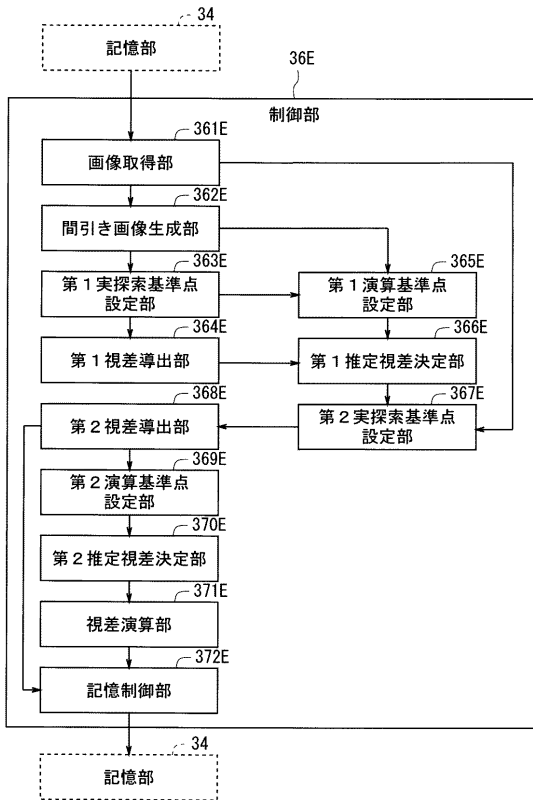 34
記憶部
36E
制御部
361E
画像取得部
362E
間引き画像生成部
363E
第1実探索基準点
設定部
365E
第1演算基準点
設定部
364E
第1視差導出部
366E
第1推定視差決定部
368E
第2視差導出部
367E
第2実探索基準点
設定部
369E
第2演算基準点
設定部
370E
第2推定視差決定部
371E
視差演算部
372E
記憶制御部
34
記憶部